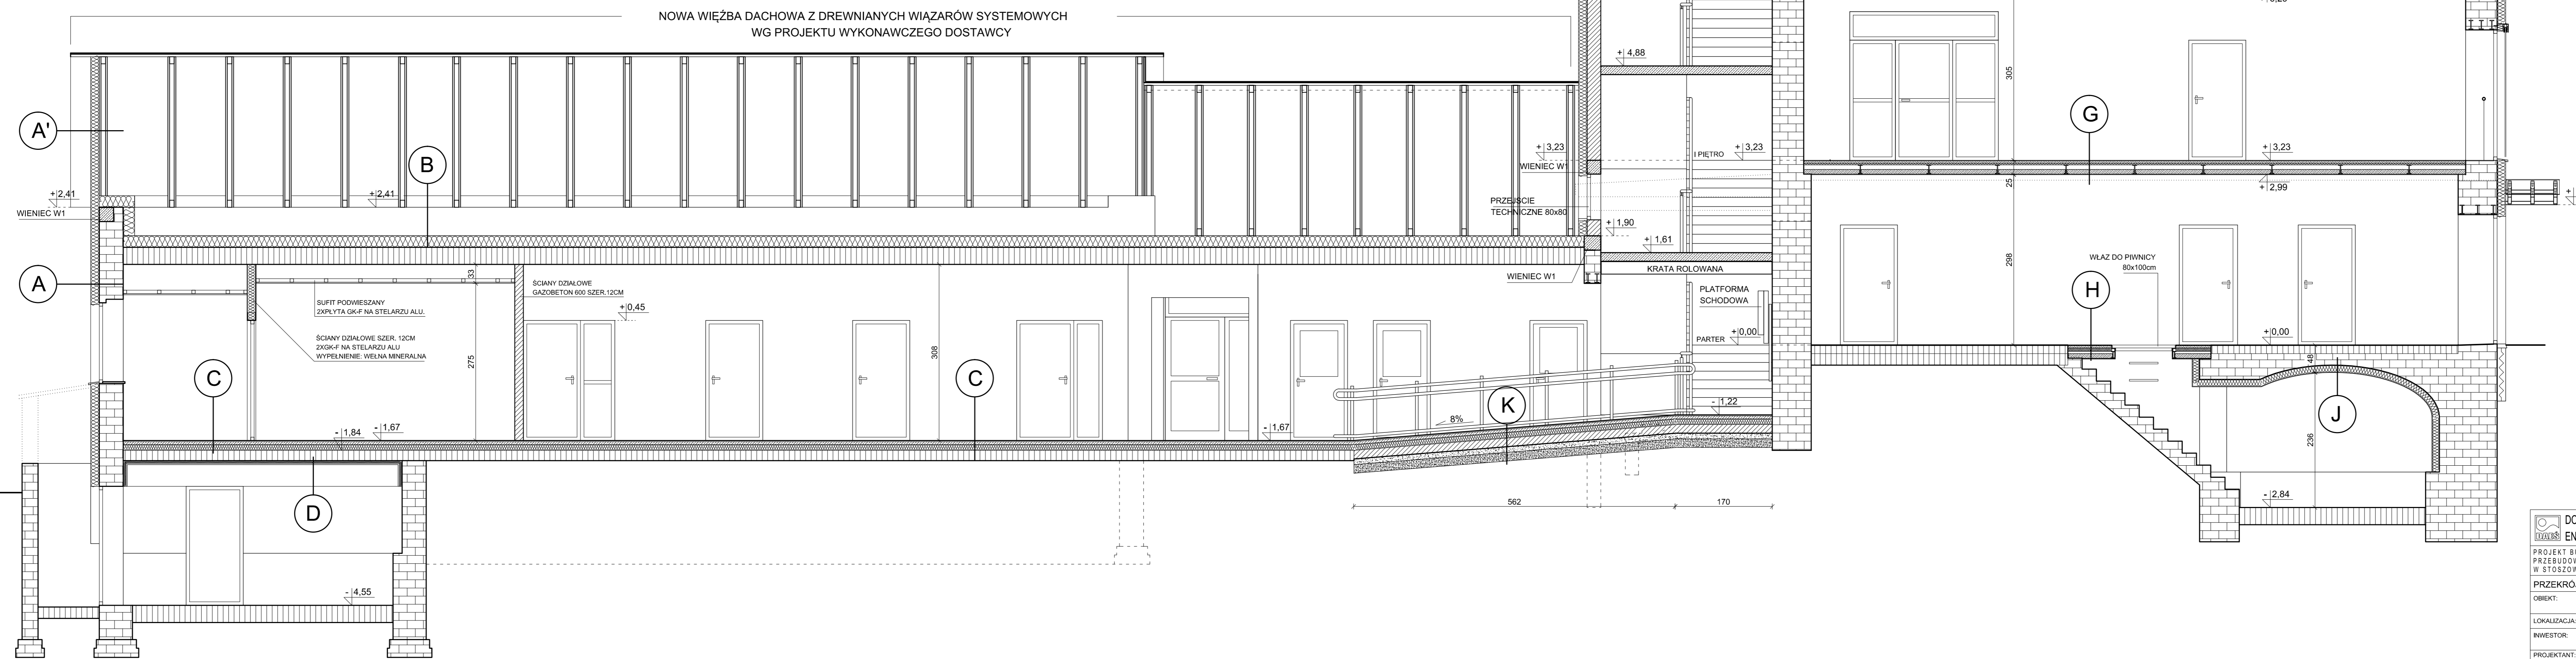 NOWA WIĘŹBA DACHOWA Z DREWNIANYCH WIĄZARÓW SYSTEMOWYCH
WG PROJEKTU WYKONAWCZEGO DOSTAWCY
A'
+2,41
WIENIEC W1
A
+2,41
B
33
SUFIT PODWIESZANY
2XPŁYTA GK-F NA STELARZU ALU.
ŚCIANY DZIAŁOWE SZER. 12CM
2XGK-F NA STELARZU ALU
WYPEŁNIENIE: WEŁNA MINERALNA
275
C
- 1,84
- 1,67
D
- 4,55
ŚCIANY DZIAŁOWE
GAZOBETON 600 SZER.12CM
+0,45
308
C
- 1,67
8%
K
562
170
+ 4,88
+ 3,23
WIENIEC W1
I PIĘTRO
+ 3,23
PRZEJSCIE
TECHNICZNE 80x80
+ 1,90
+ 1,61
WIENIEC W1
KRATA ROLOWANA
PLATFORMA
SCHODOWA
+0,00
PARTER
- 1,22
305
G
+ 3,23
25
+ 2,99
298
WŁAZ DO PIWNICY
80x100cm
H
+0,00
48
J
236
- 2,84
PRZEKRÓ
OBIEKT:
LOKALIZACJA:
INWESTOR:
PROJEKTANT: